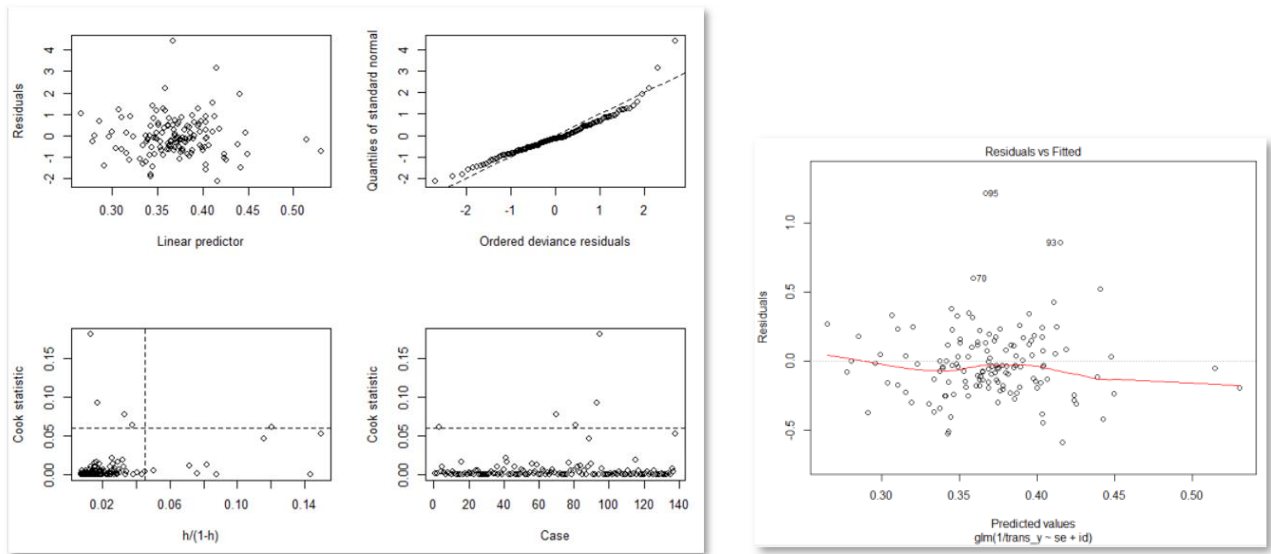 Residuals
4
3
2
1
0
-1
-2
0.30 0.35 0.40 0.45 0.50
Linear predictor
Quantiles of standard normal
4
3
2
1
0
-1
-2
-2 -1 0 1 2
Ordered deviance residuals
Cook statistic
0.15
0.10
0.05
0.00
0.02 0.06 0.10 0.14
h/(1-h)
Cook statistic
0.15
0.10
0.05
0.00
0 20 40 60 80 100 120 140
Case
Residuals vs Fitted
Residuals
1.0
0.5
0.0
-0.5
95
93
70
0.30 0.35 0.40 0.45 0.50
Predicted values
glm(1/trans_y ~ se + id)